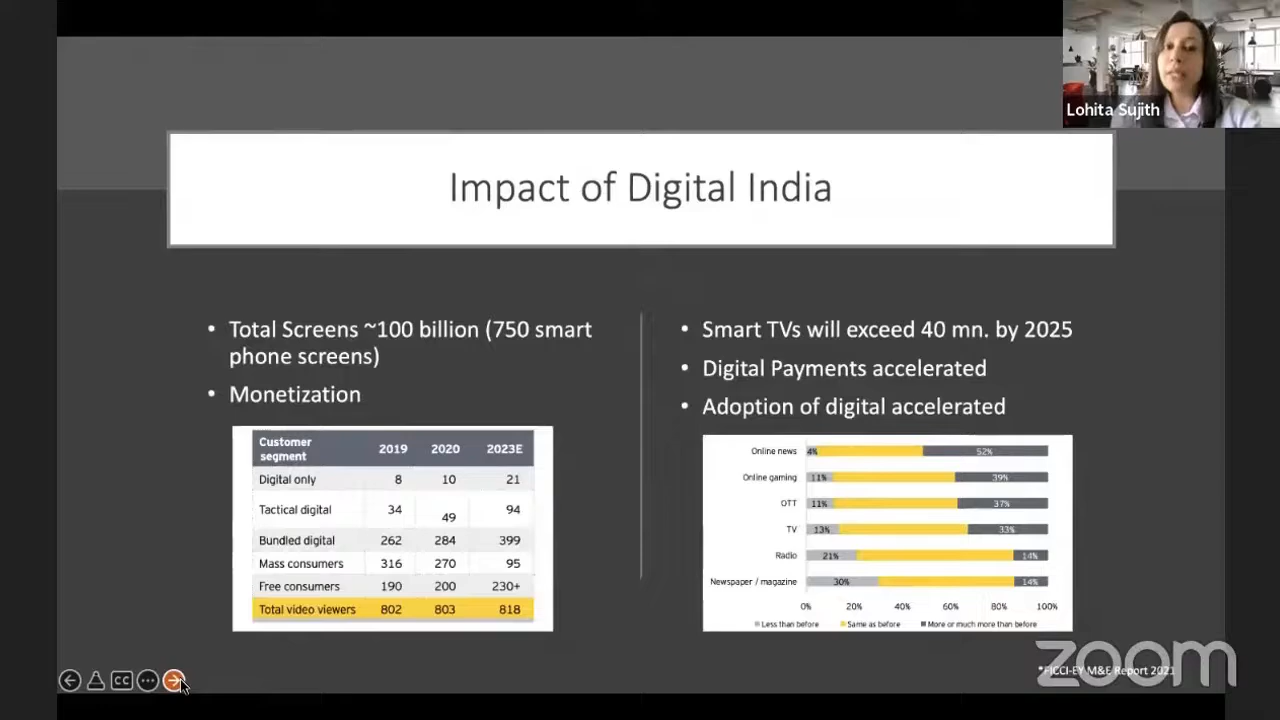 Lohita Sujith
Impact of Digital India
• Total Screens ~100 billion (750 smart
phone screens)
• Monetization
Customer
segment 2019 2020 2023E
Digital only 8 10 21
Tactical digital 34 49 94
Bundled digital 262 284 399
Mass consumers 316 270 95
Free consumers 190 200 230+
Total video viewers 802 803 818
• Smart TVs will exceed 40 mn. by 2025
• Digital Payments accelerated
• Adoption of digital accelerated
Online news 4% 52%
Online gaming 11% 39%
OTT 11% 37%
TV 13% 33%
Radio 21% 14%
Newspaper / magazine 30% 14%
0% 20% 40% 60% 80% 100%
Less than before Same as before More or much more than before
*FICCI-EY M&E Report 2021
zoom
CC